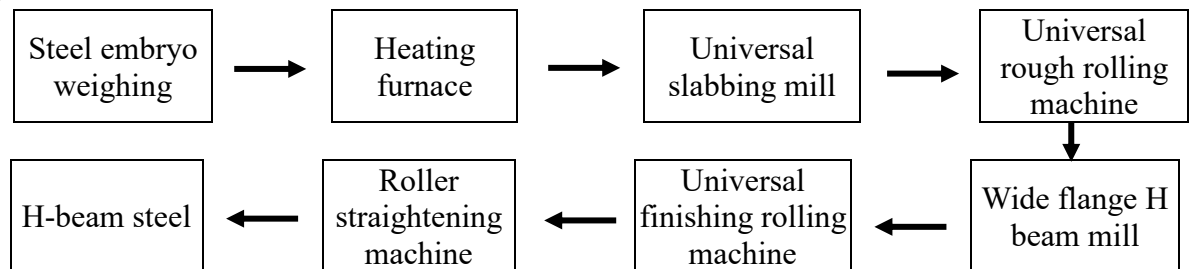 Steel embryo
weighing
Heating
furnace
Universal
slabbing mill
Universal
rough rolling
machine
Wide flange H
beam mill
Universal
finishing rolling
machine
Roller
straightening
machine
H-beam steel